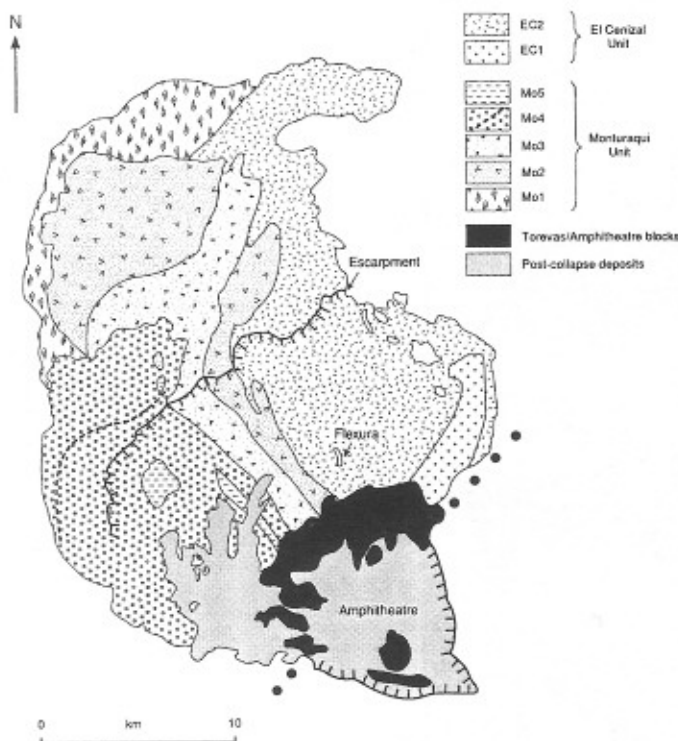 N
EC2
EC1
El Cenizal
Unit
Mo5
Mo4
Mo3
Mo2
Mo1
Monturaqui
Unit
Torevas/Amphitheatre blocks
Post-collapse deposits
Escarpment
Flexura
Amphitheatre
0 km 10